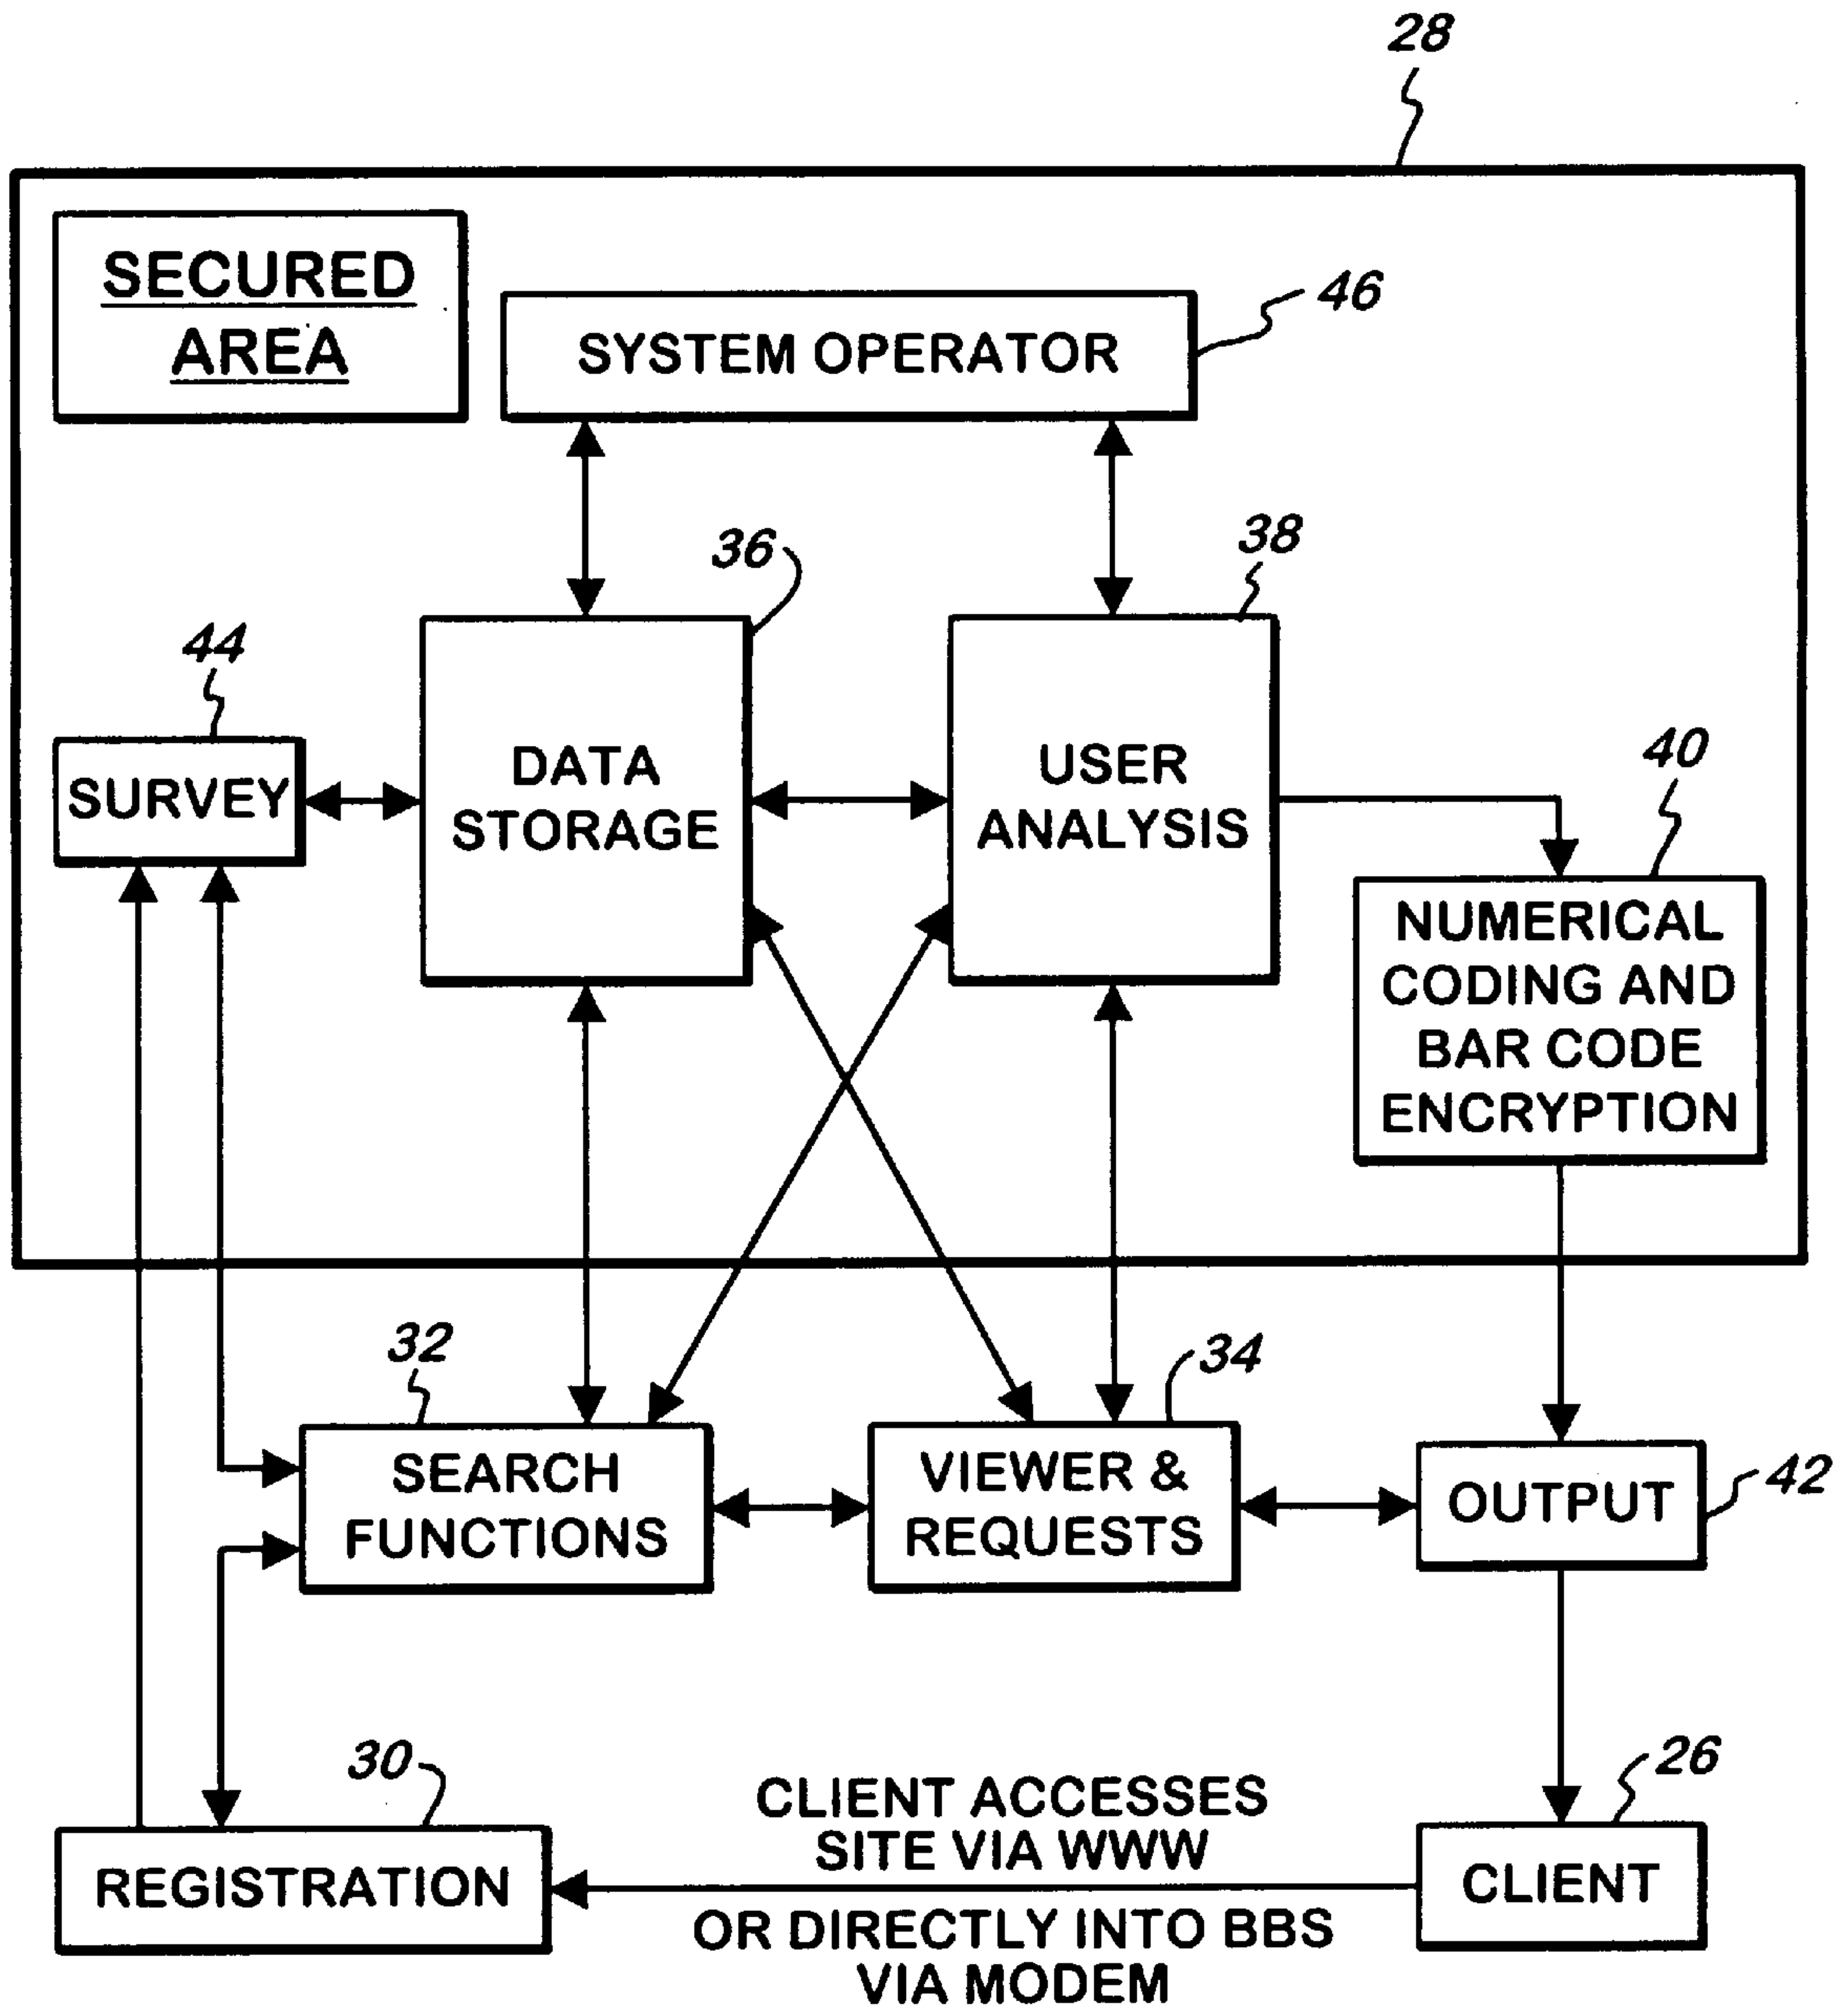 28
SECURED
AREA
46
SYSTEM OPERATOR
36
38
44
SURVEY
DATA
STORAGE
USER
ANALYSIS
40
NUMERICAL
CODING AND
BAR CODE
ENCRYPTION
32
34
SEARCH
FUNCTIONS
VIEWER &
REQUESTS
OUTPUT
42
30
REGISTRATION
CLIENT ACCESSES
SITE VIA WWW
OR DIRECTLY INTO BBS
VIA MODEM
26
CLIENT